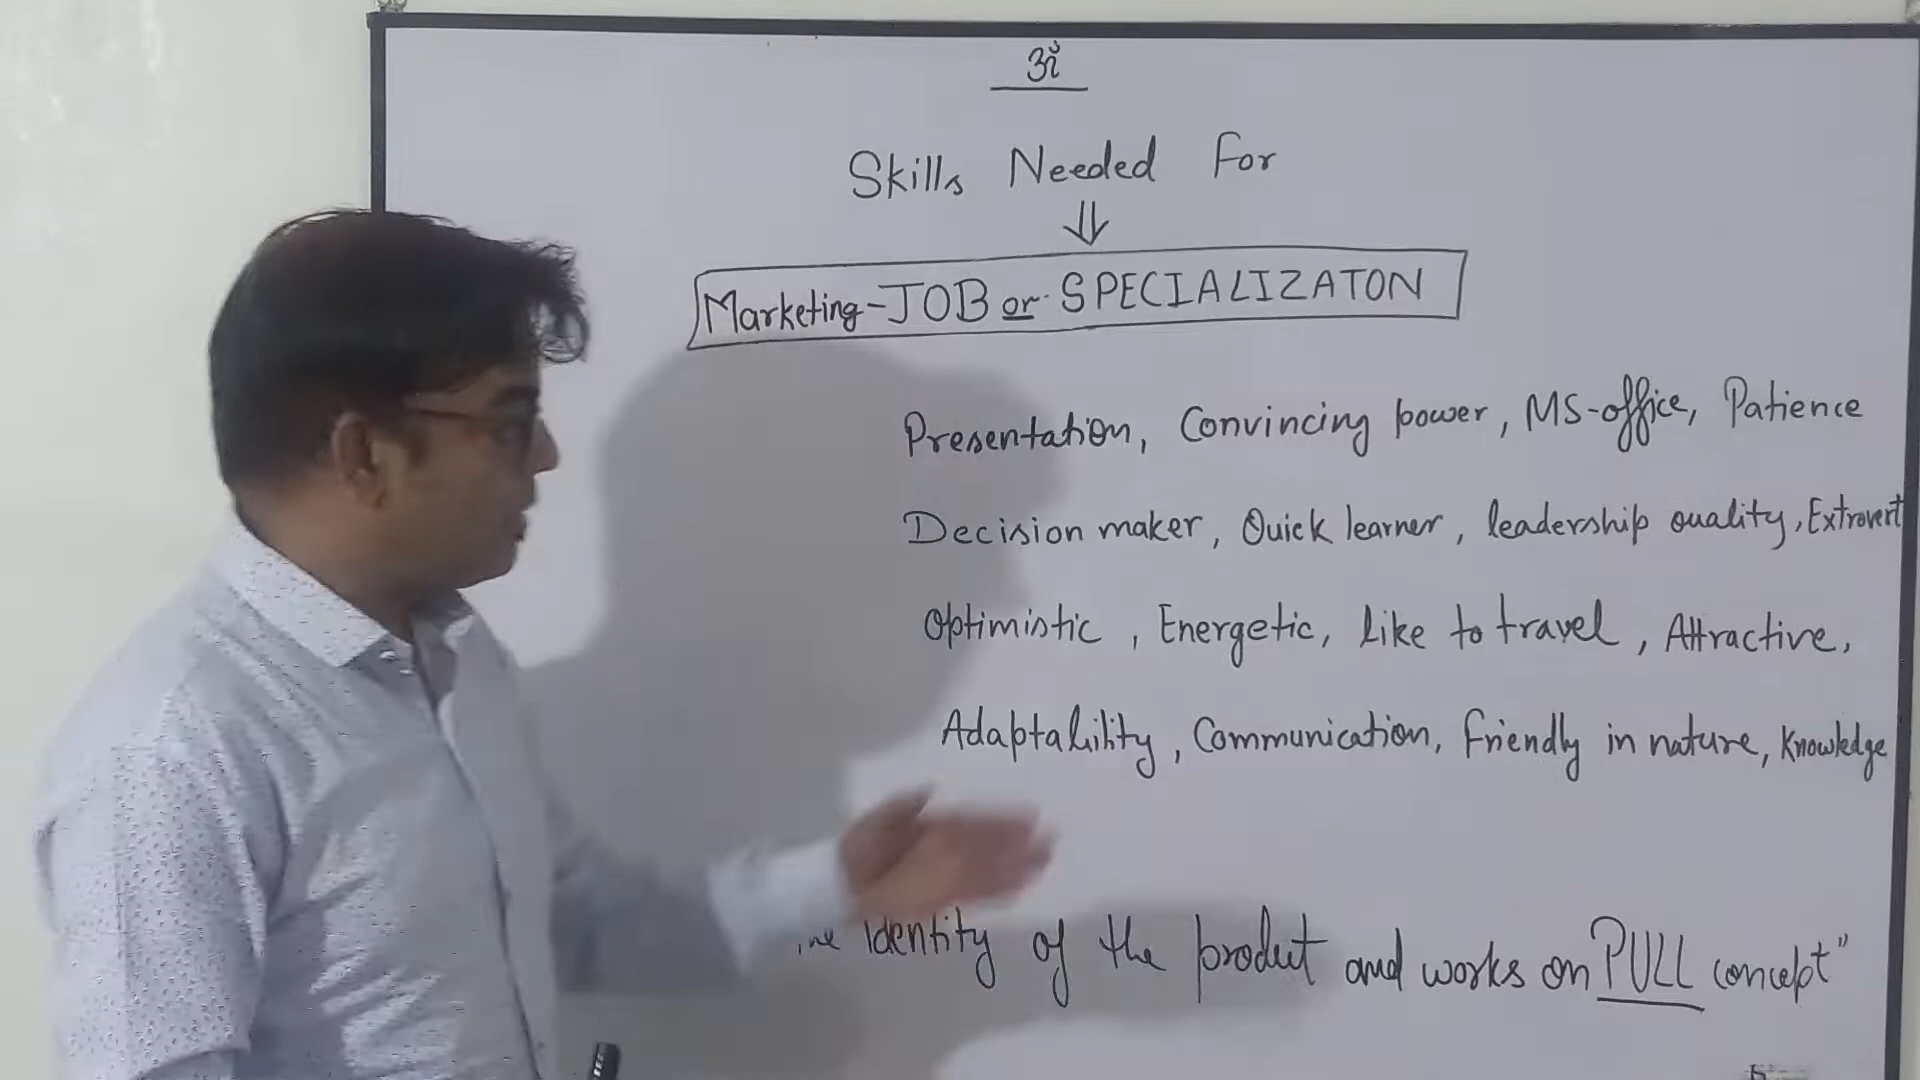 ॐ
Skills Needed For
⇓
Marketing-JOB or SPECIALIZATON
Presentation, Convincing power, MS-office, Patience
Decision maker, Quick learner, leadership quality, Extrovert
Optimistic, Energetic, Like to travel, Attractive,
Adaptability, Communication, Friendly in nature, Knowledge
identity of the product and works on PULL concept"